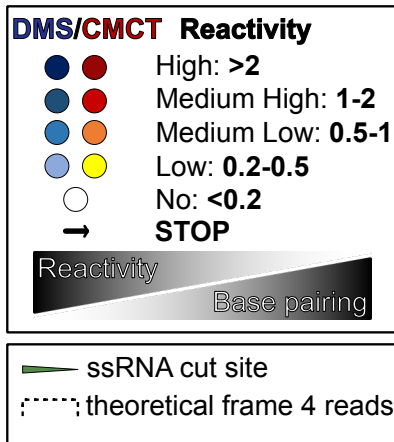 DMS/CMCT Reactivity
High: >2
Medium High: 1-2
Medium Low: 0.5-1
Low: 0.2-0.5
No: <0.2
STOP
Reactivity
Base pairing
ssRNA cut site
theoretical frame 4 reads